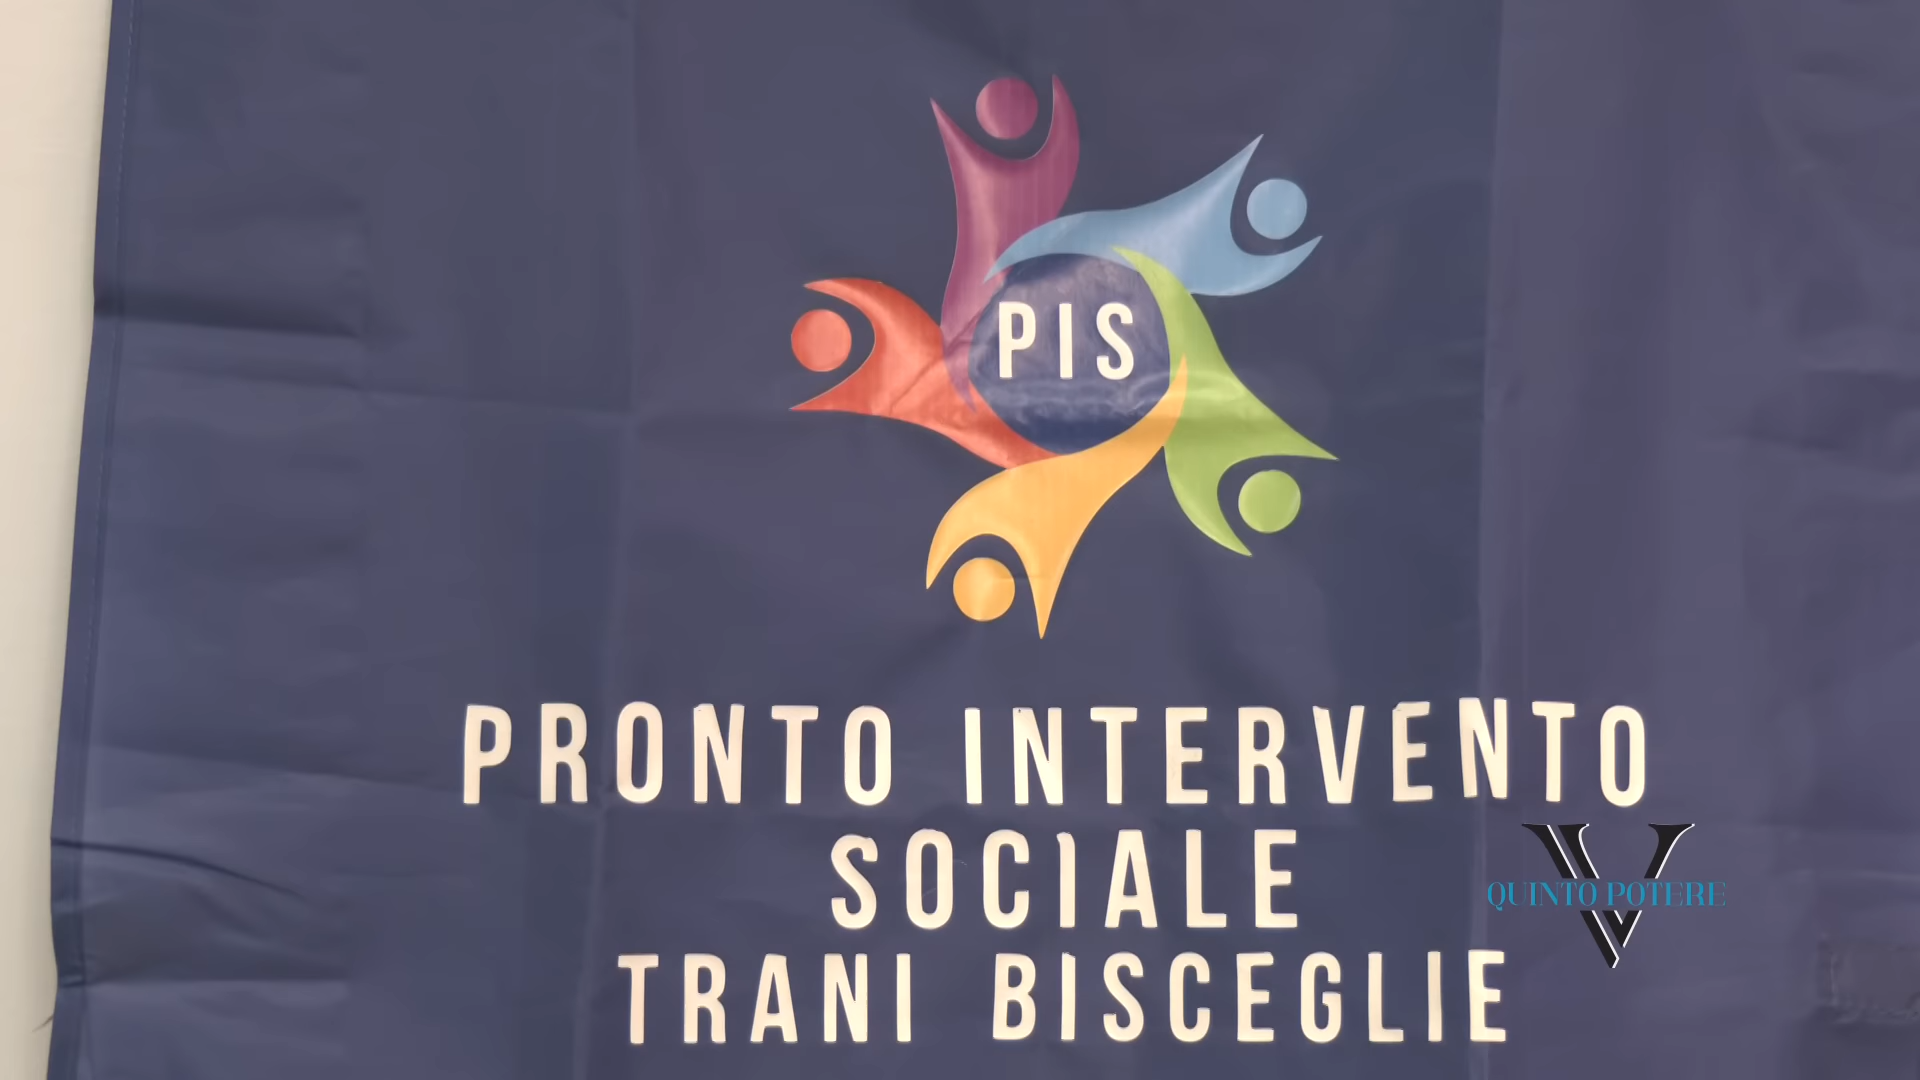 PIS
PRONTO INTERVENTO
SOCIALE
QUINTO POTERE
TRANI BISCEGLIE